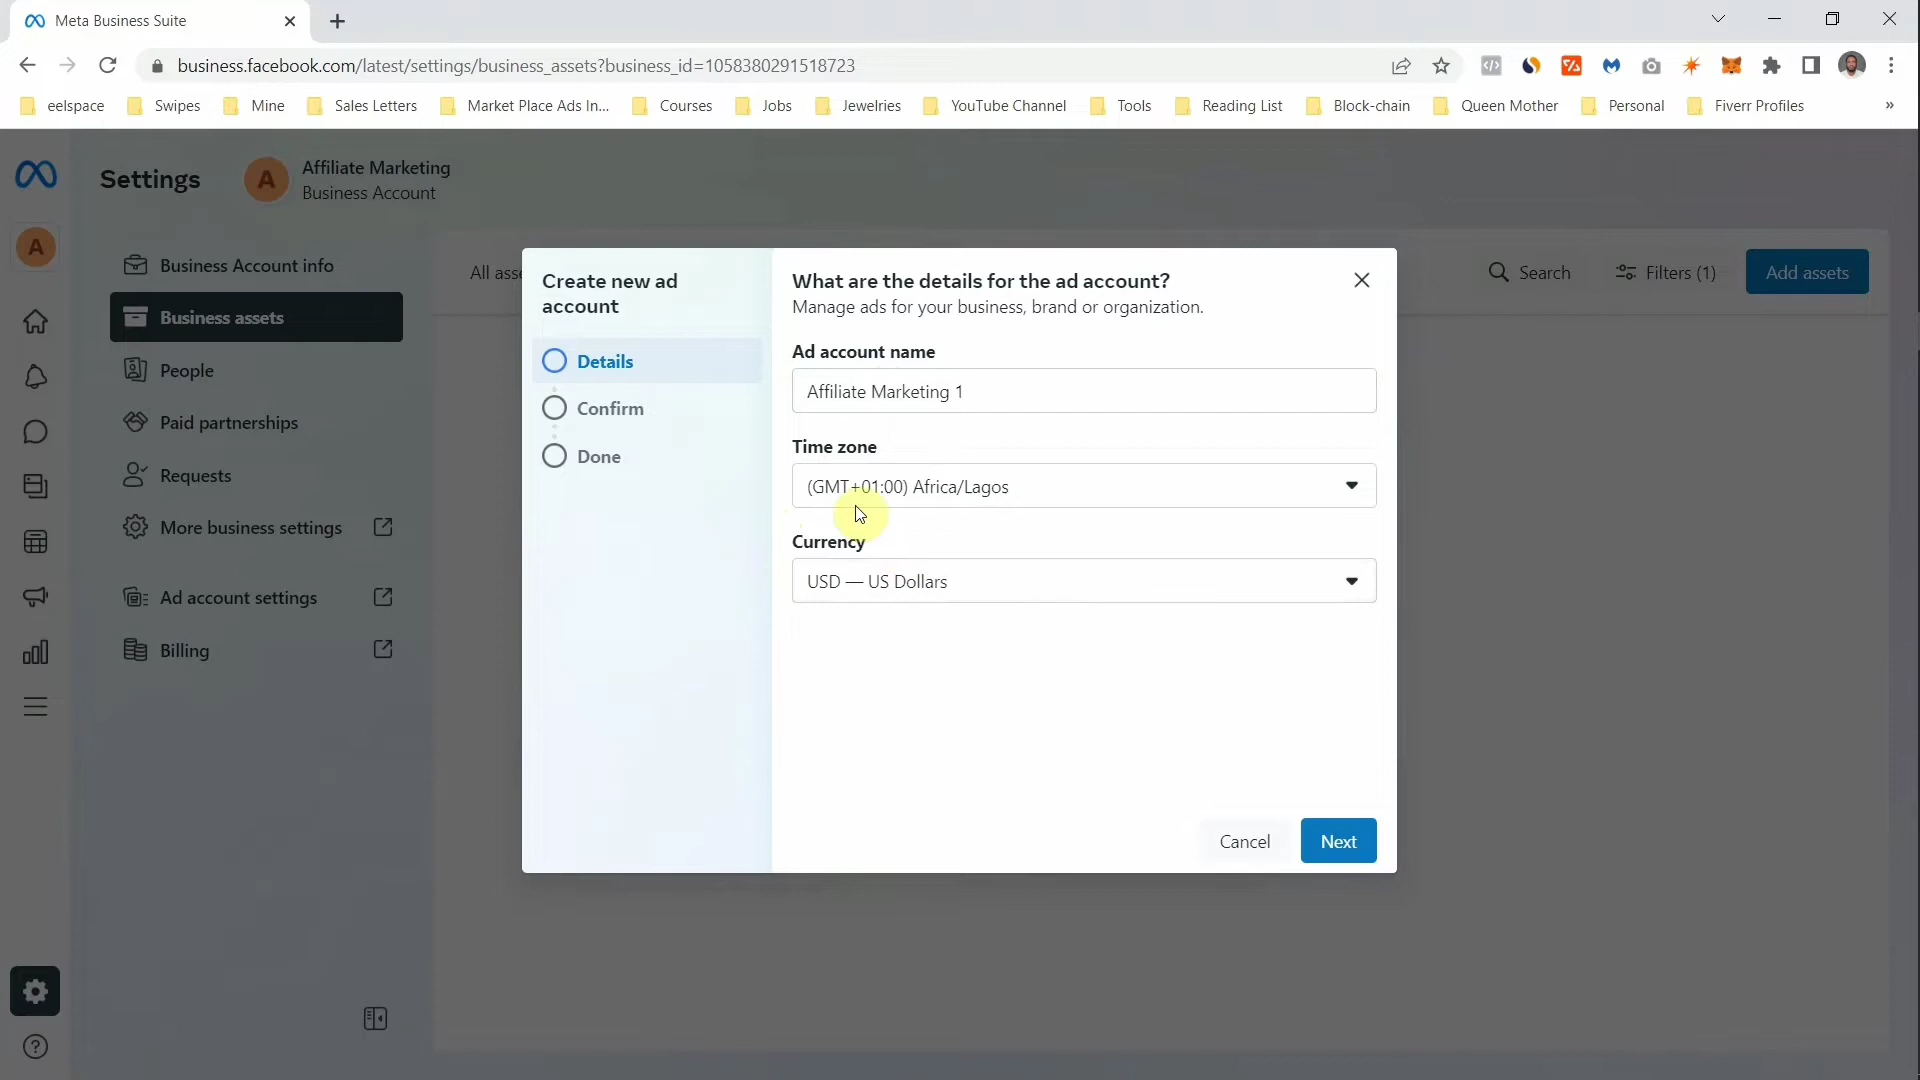 Meta Business Suite
business.facebook.com/latest/settings/business_assets?business_id=1058380291518723
eelspace
Swipes
Mine
Sales Letters
Market Place Ads In...
Courses
Jobs
Jewelries
YouTube Channel
Tools
Reading List
Block-chain
Queen Mother
Personal
Fiverr Profiles
»
Settings
A
Affiliate Marketing
Business Account
A
Business Account info
Business assets
People
Paid partnerships
Requests
More business settings
Ad account settings
Billing
All asse
Search
Filters (1)
Add assets
Create new ad
account
Details
Confirm
Done
What are the details for the ad account?
Manage ads for your business, brand or organization.
Ad account name
Affiliate Marketing 1
Time zone
(GMT+01:00) Africa/Lagos
Currency
USD — US Dollars
Cancel
Next